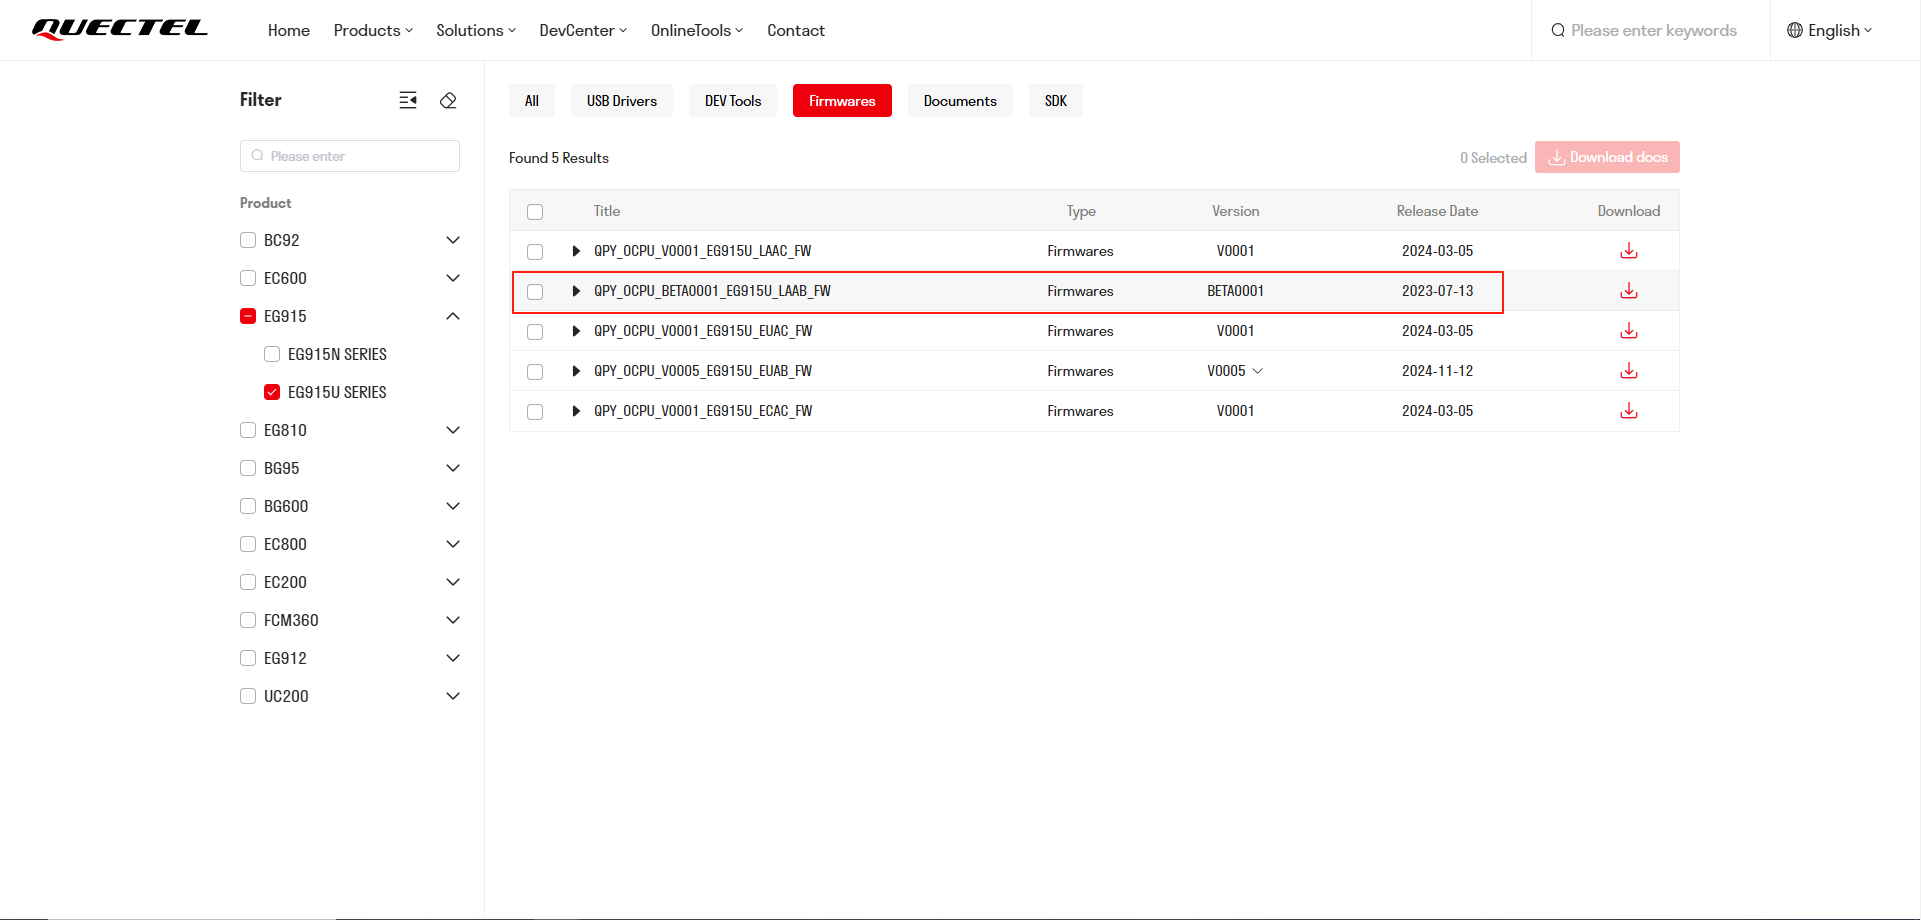 QUECTEL
Home Products Solutions DevCenter OnlineTools Contact
Please enter keywords
English
Filter
Please enter
Product
BC92
EC600
EG915
EG915N SERIES
EG915U SERIES
EG810
BG95
BG600
EC800
EC200
FCM360
EG912
UC200
All USB Drivers DEV Tools Firmwares Documents SDK
Found 5 Results
0 Selected Download docs
Title Type Version Release Date Download
QPY_OCPU_V0001_EG915U_LAAC_FW Firmwares V0001 2024-03-05
QPY_OCPU_BETA0001_EG915U_LAAB_FW Firmwares BETA0001 2023-07-13
QPY_OCPU_V0001_EG915U_EUAC_FW Firmwares V0001 2024-03-05
QPY_OCPU_V0005_EG915U_EUAB_FW Firmwares V0005 2024-11-12
QPY_OCPU_V0001_EG915U_ECAC_FW Firmwares V0001 2024-03-05